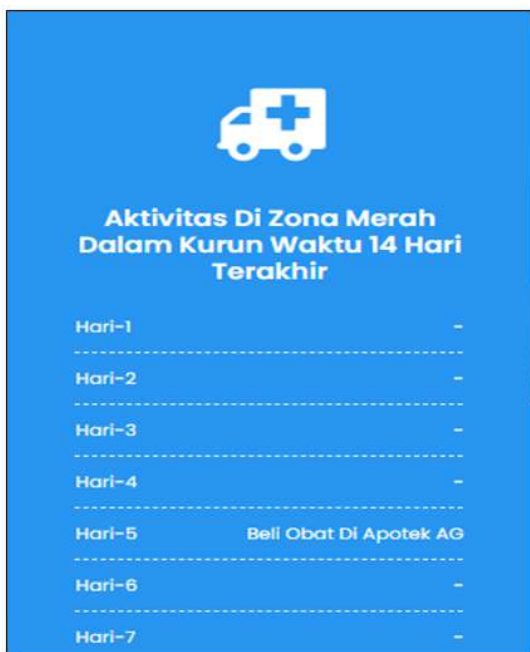 Aktivitas Di Zona Merah
Dalam Kurun Waktu 14 Hari
Terakhir
Hari-1 -
Hari-2 -
Hari-3 -
Hari-4 -
Hari-5 Beli Obat Di Apotek AG
Hari-6 -
Hari-7 -